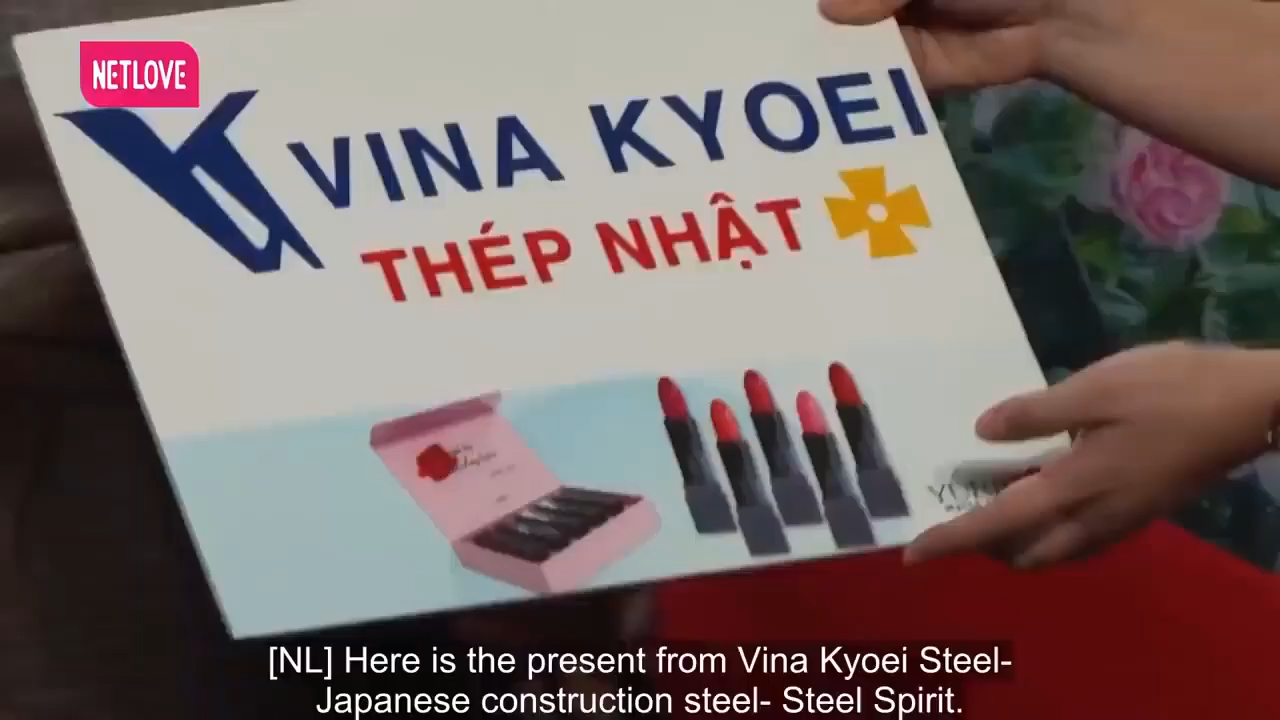 NETLOVE
VINA KYOEI
THÉP NHẬT
[NL] Here is the present from Vina Kyoei Steel-
Japanese construction steel- Steel Spirit.